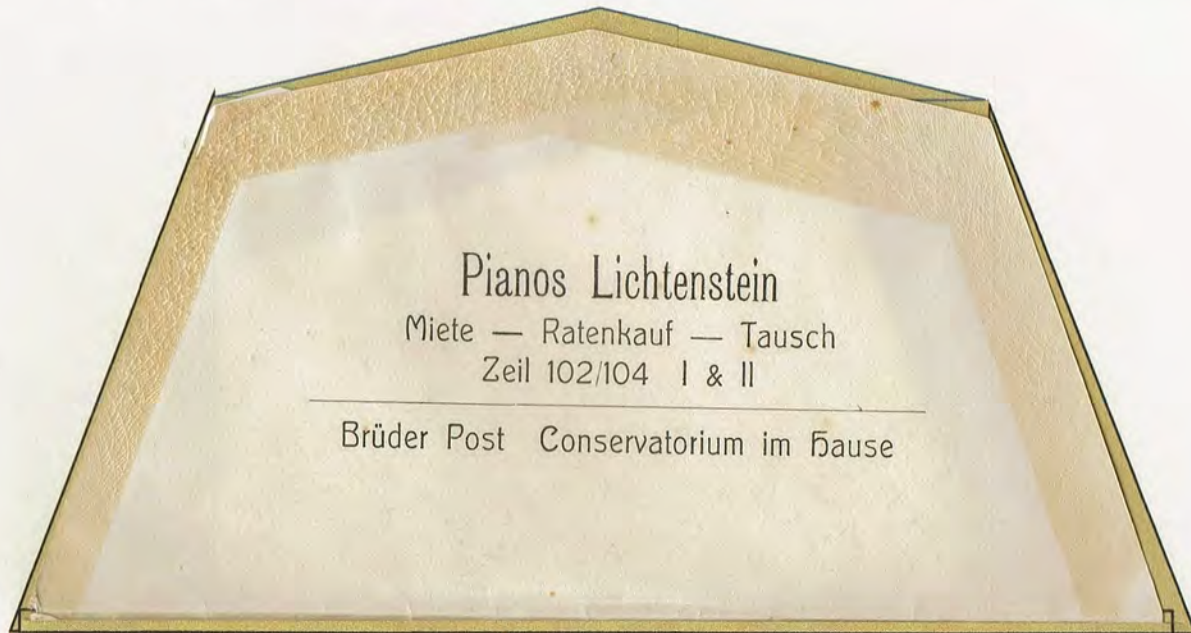 Pianos Lichtenstein
Miete — Ratenkauf — Tausch
Zeil 102/104 I & II
Brüder Post Conservatorium im Hause